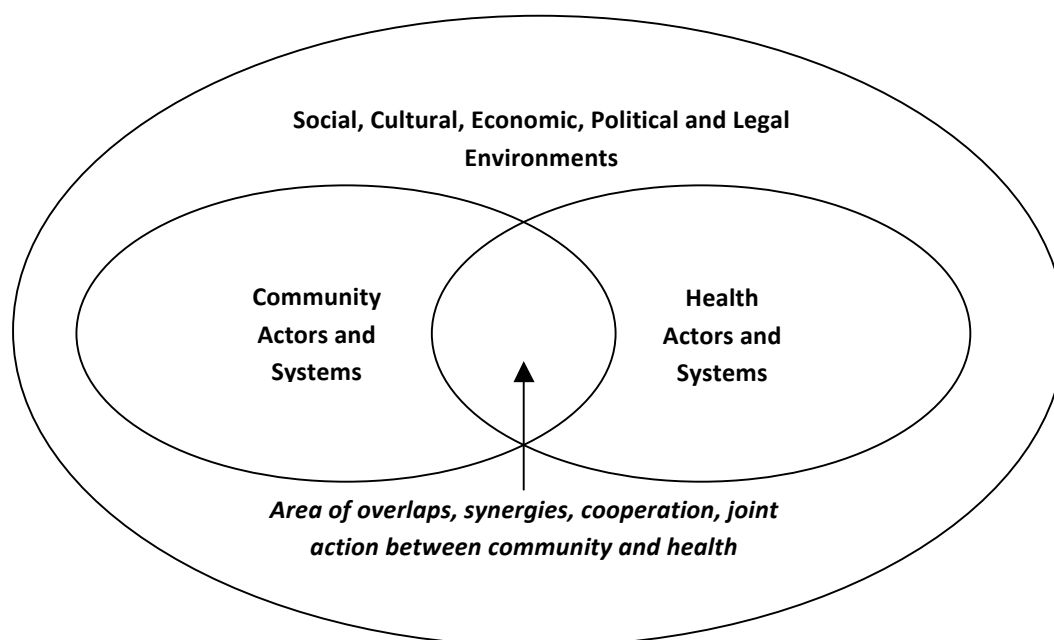 Social, Cultural, Economic, Political and Legal
Environments
Community
Actors and
Systems
Health
Actors and
Systems
Area of overlaps, synergies, cooperation, joint
action between community and health